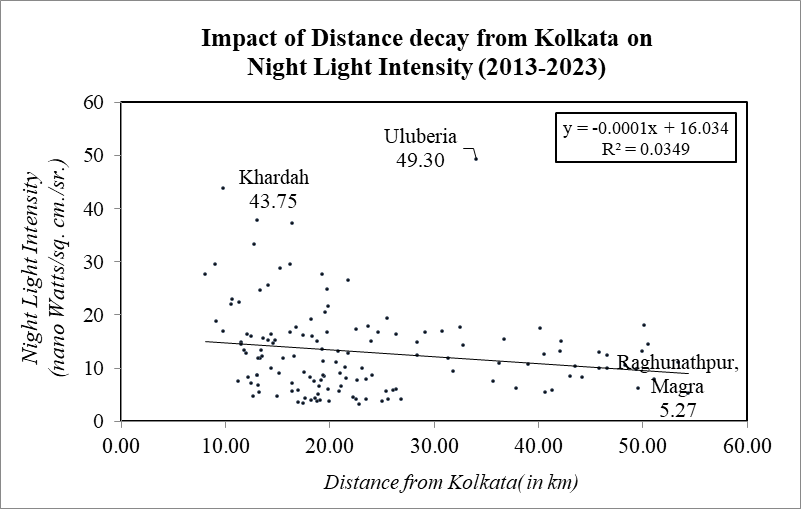 Impact of Distance decay from Kolkata on
Night Light Intensity (2013-2023)
Night Light Intensity
(nano Watts/sq. cm./sr.)
60
50
40
30
20
10
0
y = -0.0001x + 16.034
R² = 0.0349
Uluberia
49.30
Khardah
43.75
Raghunathpur,
Magra
5.27
0.00 10.00 20.00 30.00 40.00 50.00 60.00
Distance from Kolkata(in km)